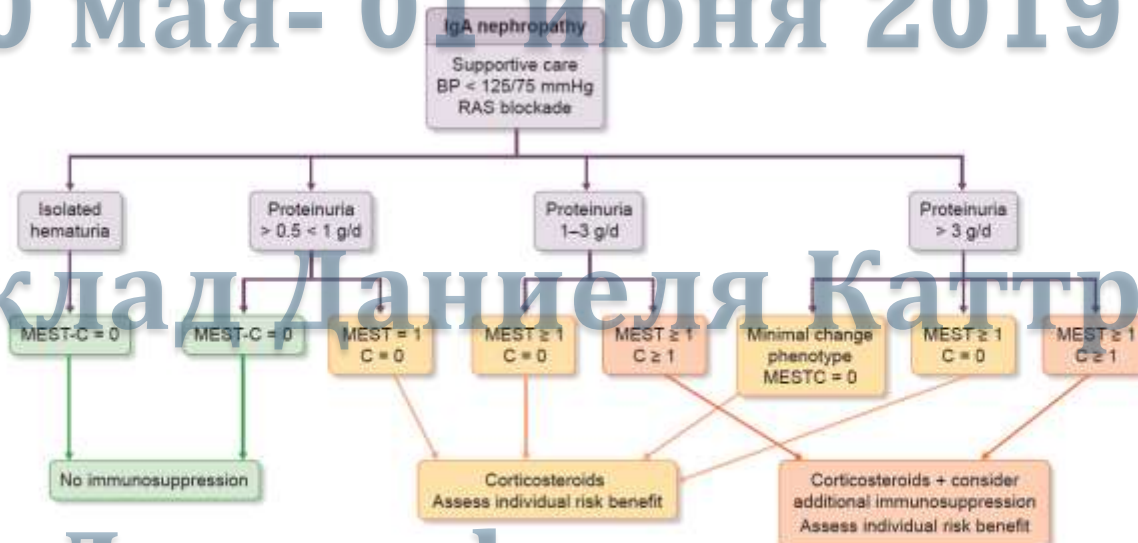 0 мая- 01 июня 2019
IgA nephropathy
Supportive care
BP < 125/75 mmHg
RAS blockade
Isolated
hematuria
Proteinuria
> 0.5 < 1 g/d
Proteinuria
1–3 g/d
Proteinuria
> 3 g/d
клад Даниеля Каттр
MEST-C = 0
MEST-C = 0
MEST = 1
C = 0
MEST ≥ 1
C = 0
MEST ≥ 1
C ≥ 1
Minimal change
phenotype
MESTC = 0
MEST ≥ 1
C = 0
MEST ≥ 1
C ≥ 1
No immunosuppression
Corticosteroids
Assess individual risk benefit
Corticosteroids + consider
additional immunosuppression
Assess individual risk benefit